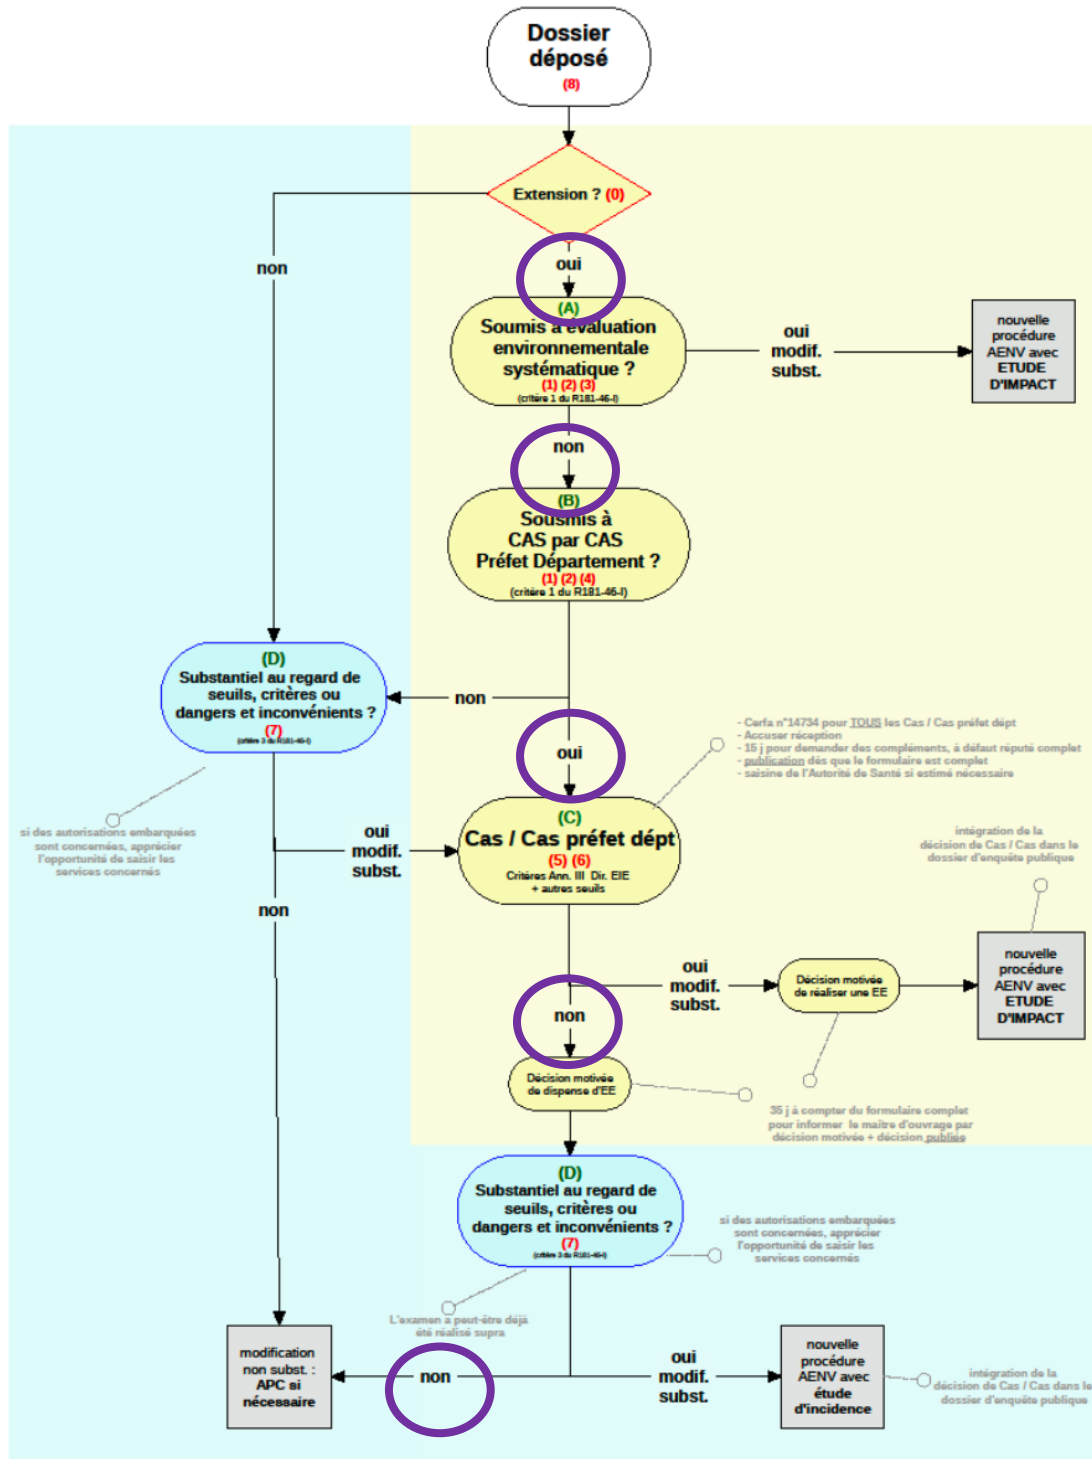 Dossier
déposé
(8)
Extension ? (0)
oui
non
(A)
Soumis à évaluation
environnementale
systématique ?
(1) (2) (3)
(critère 1 du R181-46-I)
oui
modif.
subst.
nouvelle
procédure
AENV avec
ETUDE
D'IMPACT
non
(B)
Sousmis à
CAS par CAS
Préfet Département ?
(1) (2) (4)
(critère 1 du R181-46-I)
(D)
Substantiel au regard de
seuils, critères ou
dangers et inconvénients ?
(7)
(critère 3 du R181-46-I)
non
oui
- Cerfa n°14734 pour TOUS les Cas / Cas préfet dépt
- Accuser réception
- 15 j pour demander des compléments, à défaut réputé complet
- publication dès que le formulaire est complet
- saisine de l'Autorité de Santé si estimé nécessaire
si des autorisations embarquées
sont concernées, apprécier
l'opportunité de saisir les
services concernés
oui
modif.
subst.
(C)
Cas / Cas préfet dépt
(5) (6)
Critères Ann. III Dir. EIE
+ autres seuils
intégration de la
décision de Cas / Cas dans le
dossier d'enquête publique
non
oui
modif.
subst.
Décision motivée
de réaliser une EE
nouvelle
procédure
AENV avec
ETUDE
D'IMPACT
non
Décision motivée
de dispense d'EE
35 j à compter du formulaire complet
pour informer le maître d'ouvrage par
décision motivée + décision publiée
(D)
Substantiel au regard de
seuils, critères ou
dangers et inconvénients ?
(7)
(critère 3 du R181-46-I)
si des autorisations embarquées
sont concernées, apprécier
l'opportunité de saisir les
services concernés
L'examen a peut-être déjà
été réalisé supra
modification
non subst. :
APC si
nécessaire
non
oui
modif.
subst.
nouvelle
procédure
AENV avec
étude
d'incidence
intégration de la
décision de Cas / Cas dans le
dossier d'enquête publique